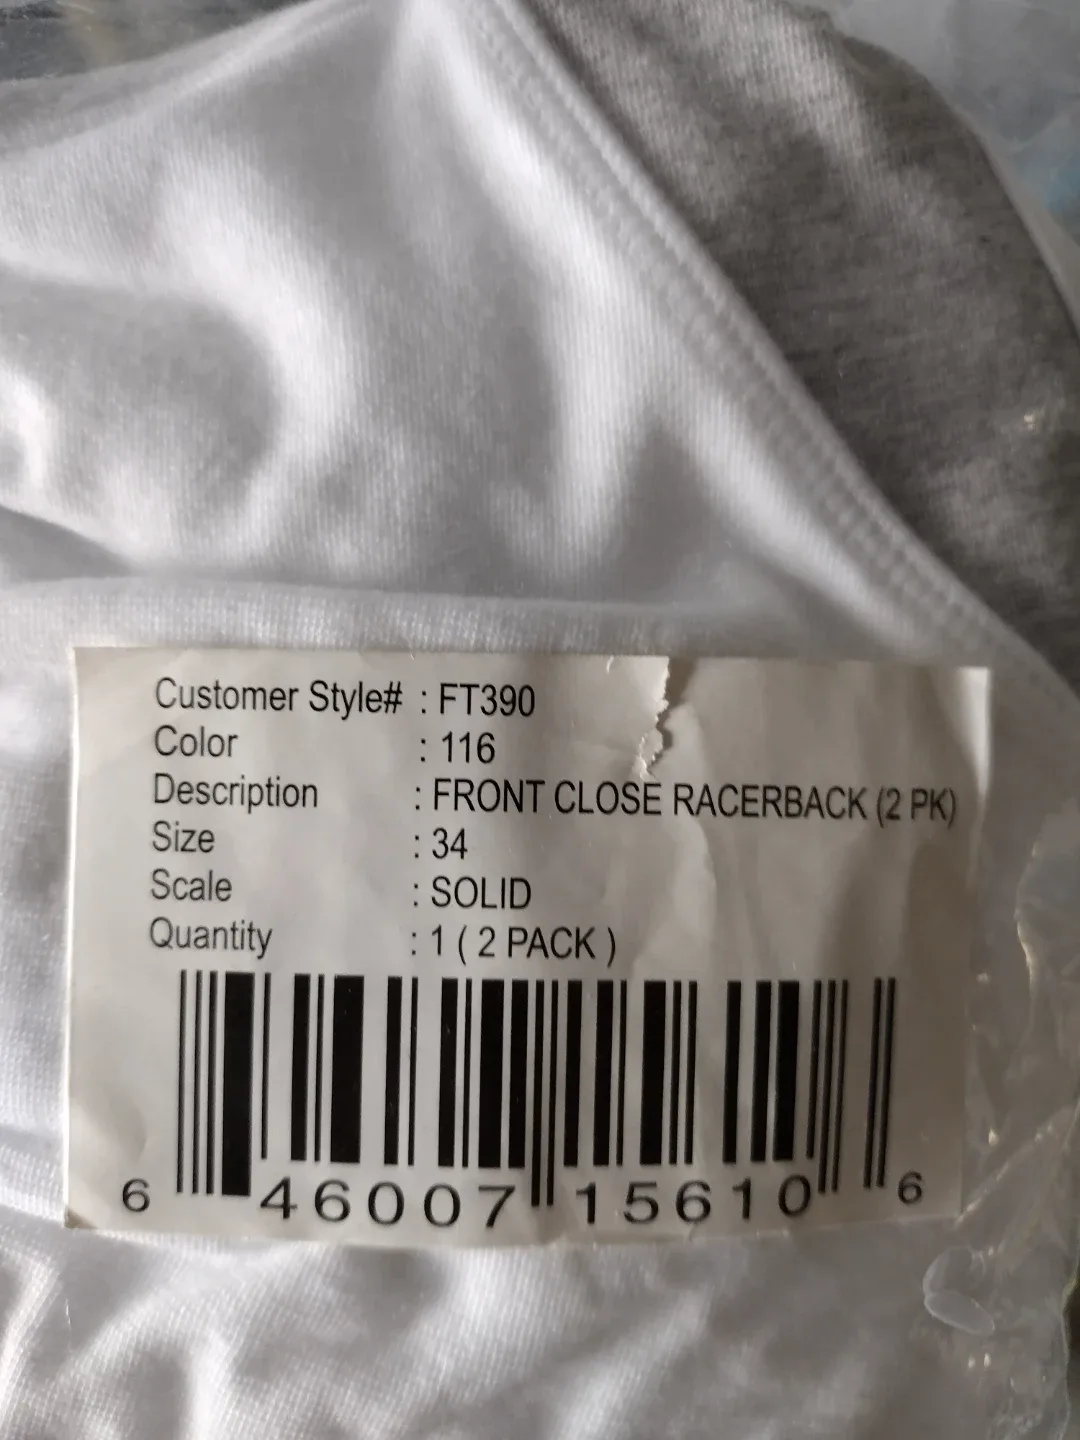 Customer Style# : FT390
Color : 116
Description : FRONT CLOSE RACERBACK (2 PK)
Size : 34
Scale : SOLID
Quantity : 1 ( 2 PACK )
6 46007 15610 6